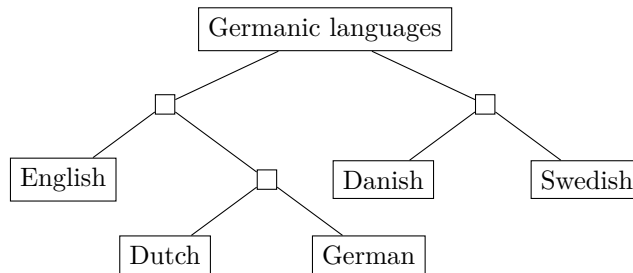 Germanic languages
English
Danish
Swedish
Dutch
German